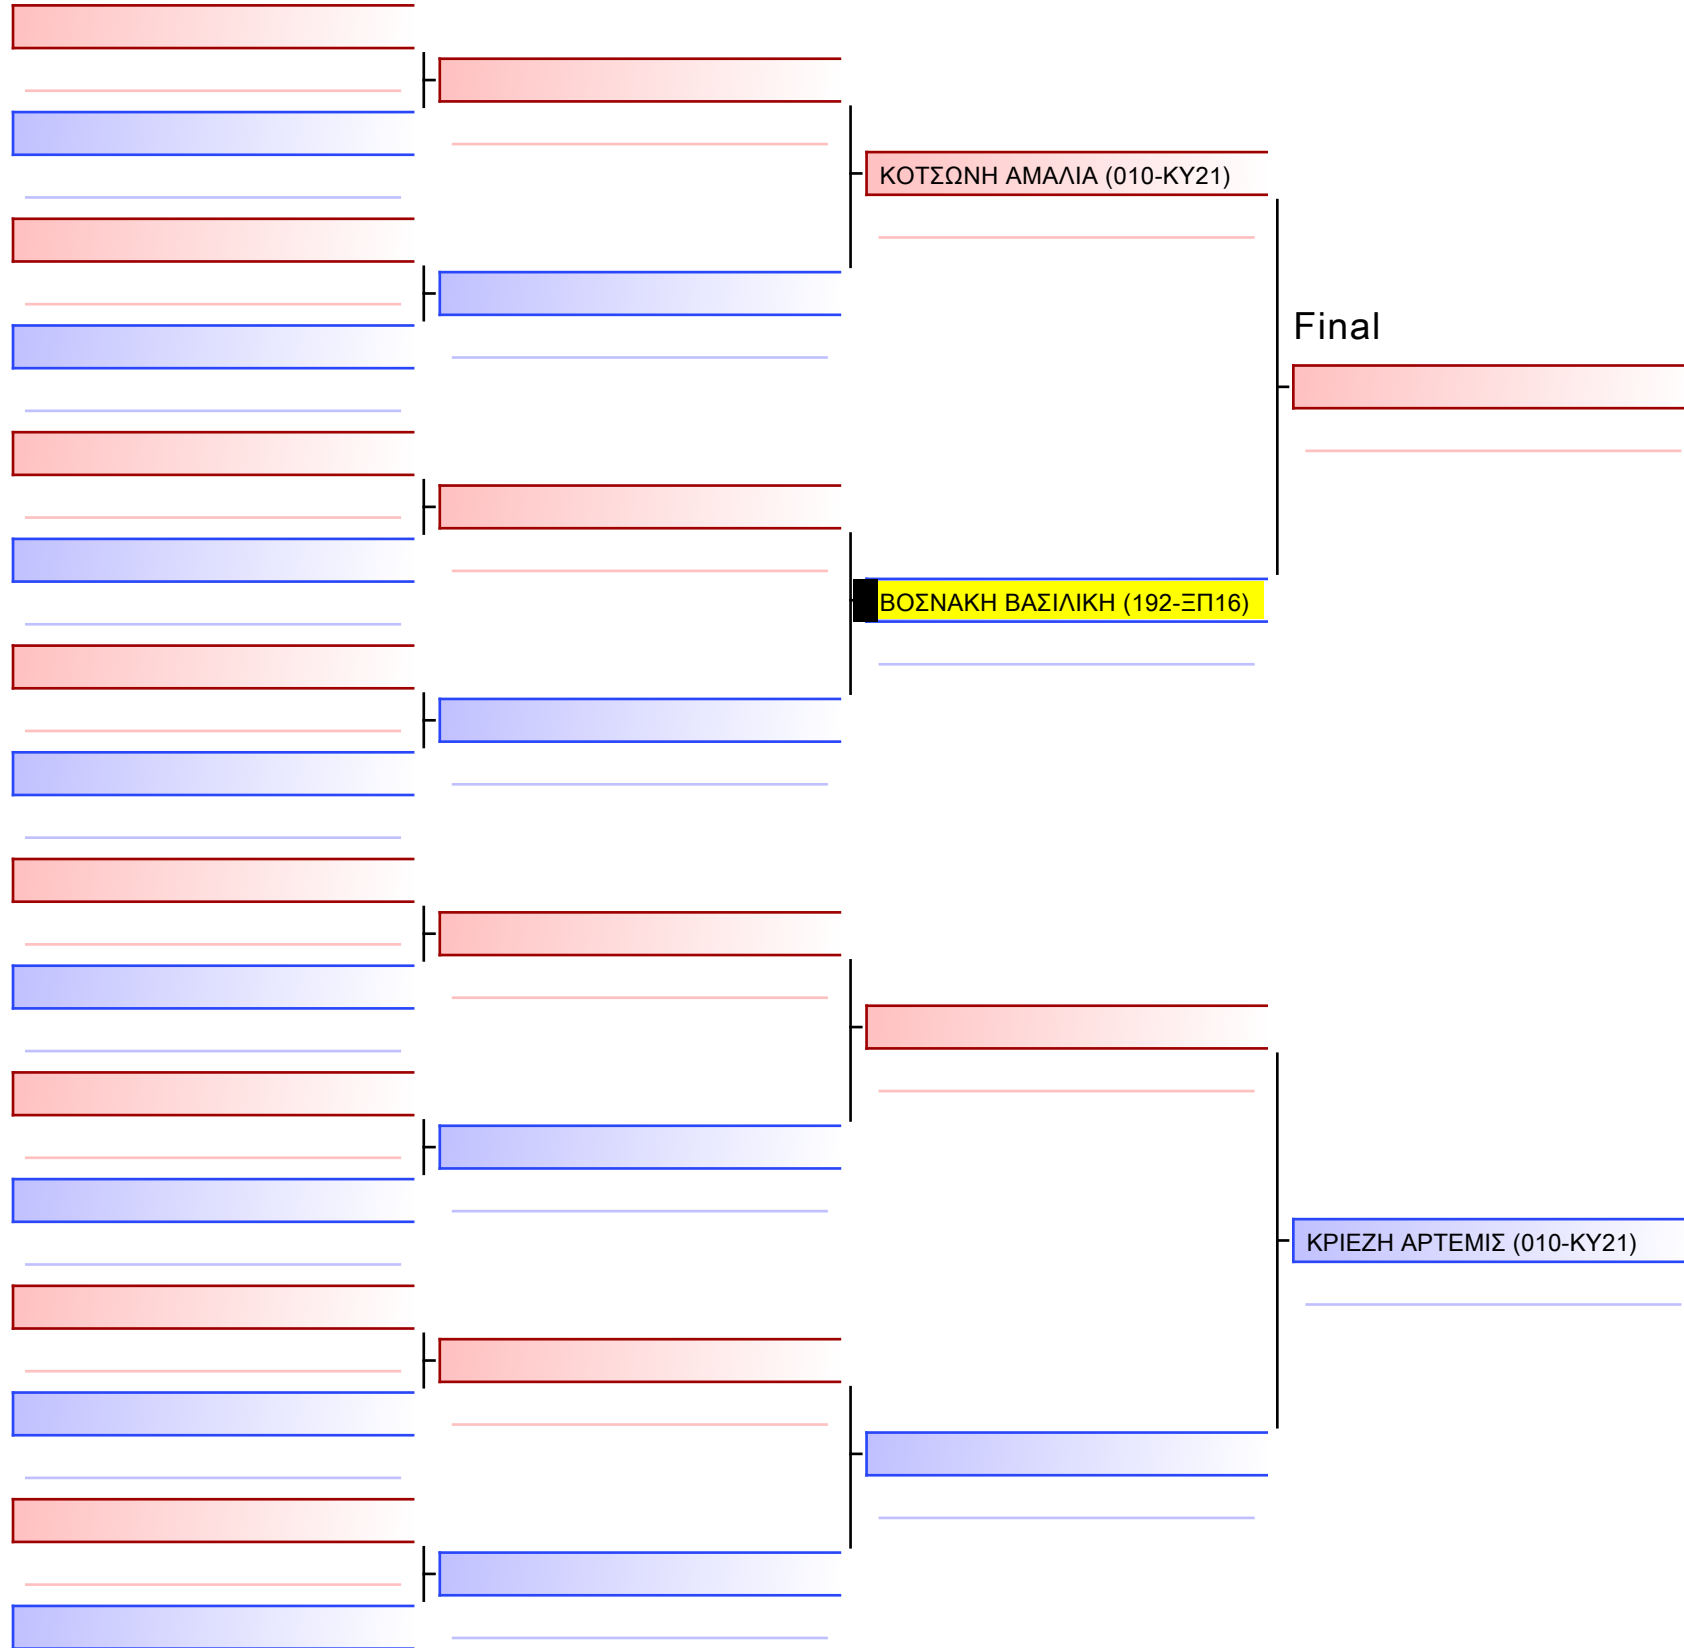 ΚΟΤΣΩΝΗ ΑΜΑΛΙΑ (010-ΚΥ21)
Final
ΒΟΣΝΑΚΗ ΒΑΣΙΛΙΚΗ (192-ΞΠ16)
ΚΡΙΕΖΗ ΑΡΤΕΜΙΣ (010-ΚΥ21)